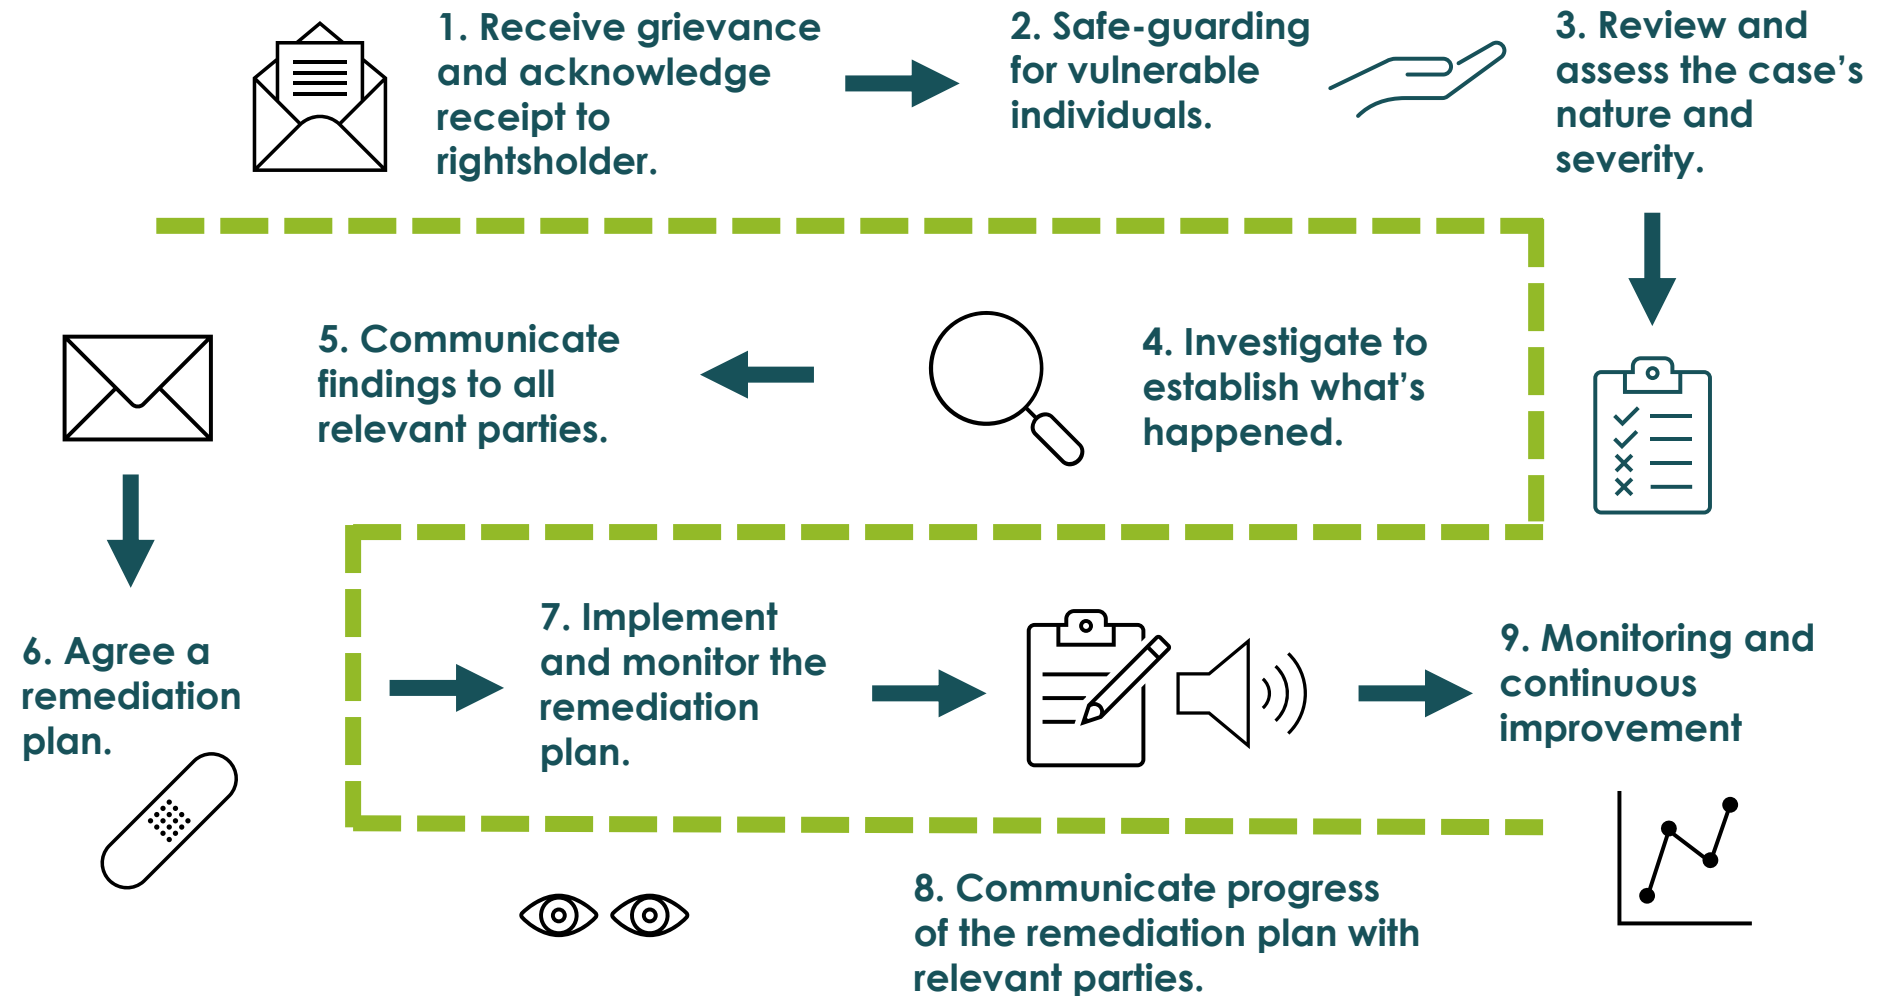 1. Receive grievance
and acknowledge
receipt to
rightsholder.
2. Safe-guarding
for vulnerable
individuals.
3. Review and
assess the case’s
nature and
severity.
4. Investigate to
establish what’s
happened.
5. Communicate
findings to all
relevant parties.
6. Agree a
remediation
plan.
7. Implement
and monitor the
remediation
plan.
8. Communicate progress
of the remediation plan with
relevant parties.
9. Monitoring and
continuous
improvement